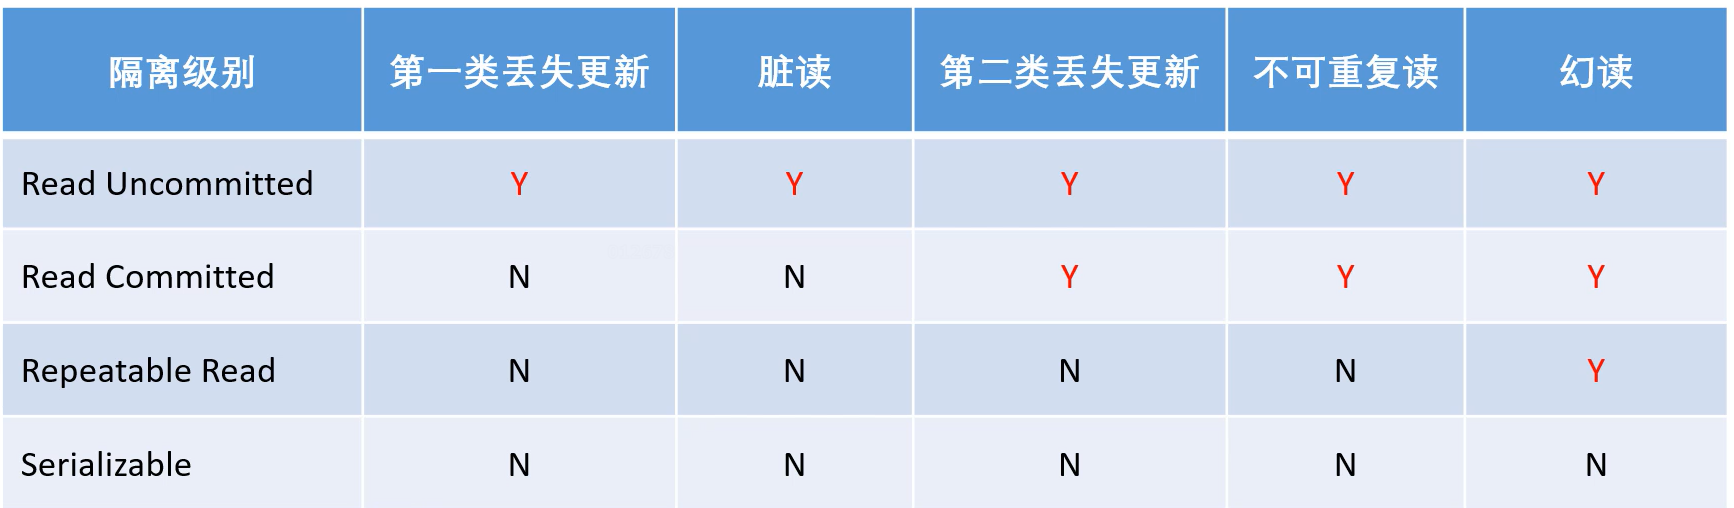 隔离级别 第一类丢失更新 脏读 第二类丢失更新 不可重复读 幻读
Read Uncommitted Y Y Y Y Y
Read Committed N N Y Y Y
Repeatable Read N N N N Y
Serializable N N N N N